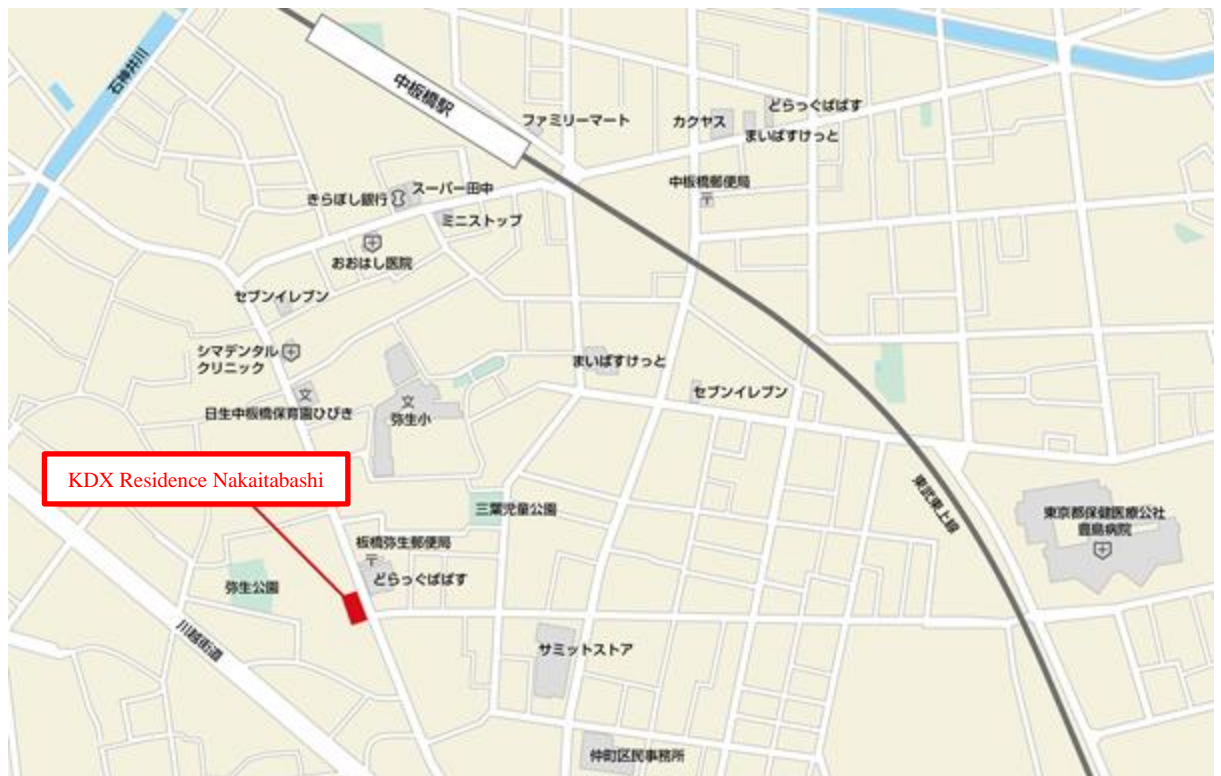 石神井川
中板橋駅
ファミリーマート
カクヤス
どらっぐぱぱす
まいばすけっと
中板橋郵便局
スーパー田中
きらぼし銀行
ミニストップ
おおはし医院
セブンイレブン
シマデンタル
クリニック
まいばすけっと
セブンイレブン
文
日生中板橋保育園ひびき
文
弥生小
KDX Residence Nakaitabashi
三葉児童公園
東武東上線
東京都保健医療公社
豊島病院
板橋弥生郵便局
どらっぐぱぱす
弥生公園
川越街道
サミットストア
仲町区民事務所